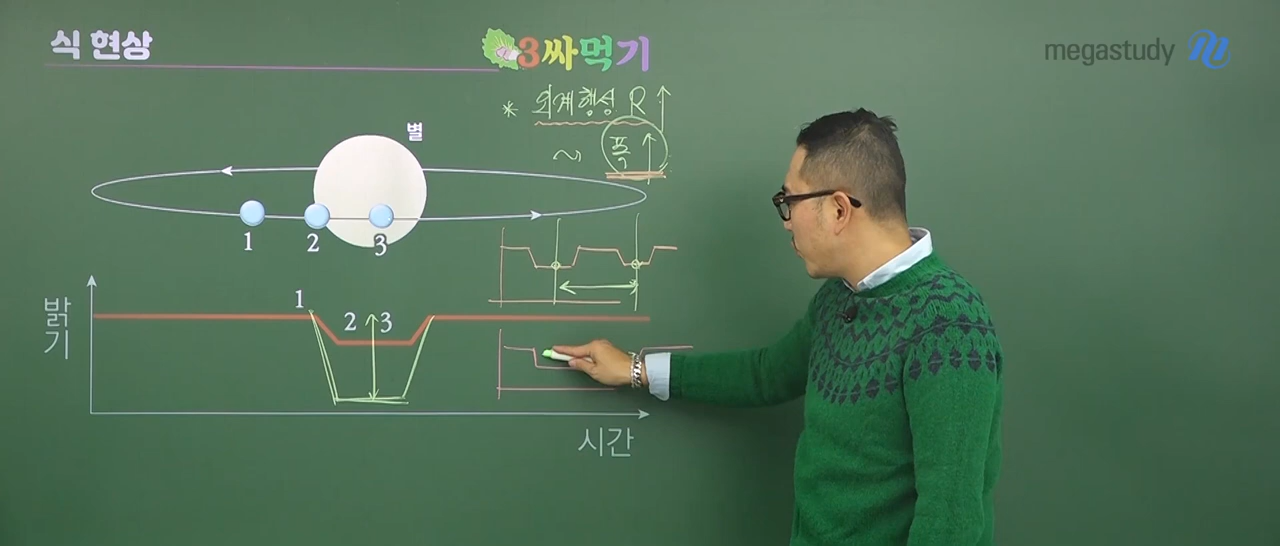 식 현상
3싸먹기
megastudy
* 외계행성 R↑
별
~ 폭↑
1
2
3
밝기
1
2
3
시간